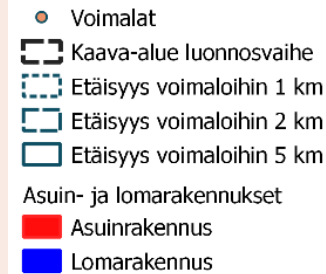 Voimalat
Kaava-alue luonnosvaihe
Etäisyys voimaloihin 1 km
Etäisyys voimaloihin 2 km
Etäisyys voimaloihin 5 km
Asuin- ja lomarakennukset
Asuinrakennus
Lomarakennus